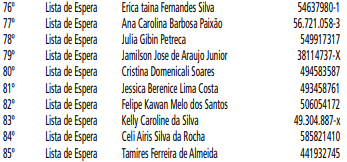 76º Lista de Espera Erica taina Fernandes Silva 54637980-1
77º Lista de Espera Ana Carolina Barbosa Paixão 56.721.058-3
78º Lista de Espera Julia Gibin Petreca 549917317
79º Lista de Espera Jamilson Jose de Araujo Junior 38114737-X
80º Lista de Espera Cristina Domenicali Soares 494583587
81º Lista de Espera Jessica Berenice Lima Costa 493458761
82º Lista de Espera Felipe Kawan Melo dos Santos 506054172
83º Lista de Espera Kelly Caroline da Silva 49.304.887-x
84º Lista de Espera Celi Airis Silva da Rocha 585821410
85º Lista de Espera Tamires Ferreira de Almeida 441932745